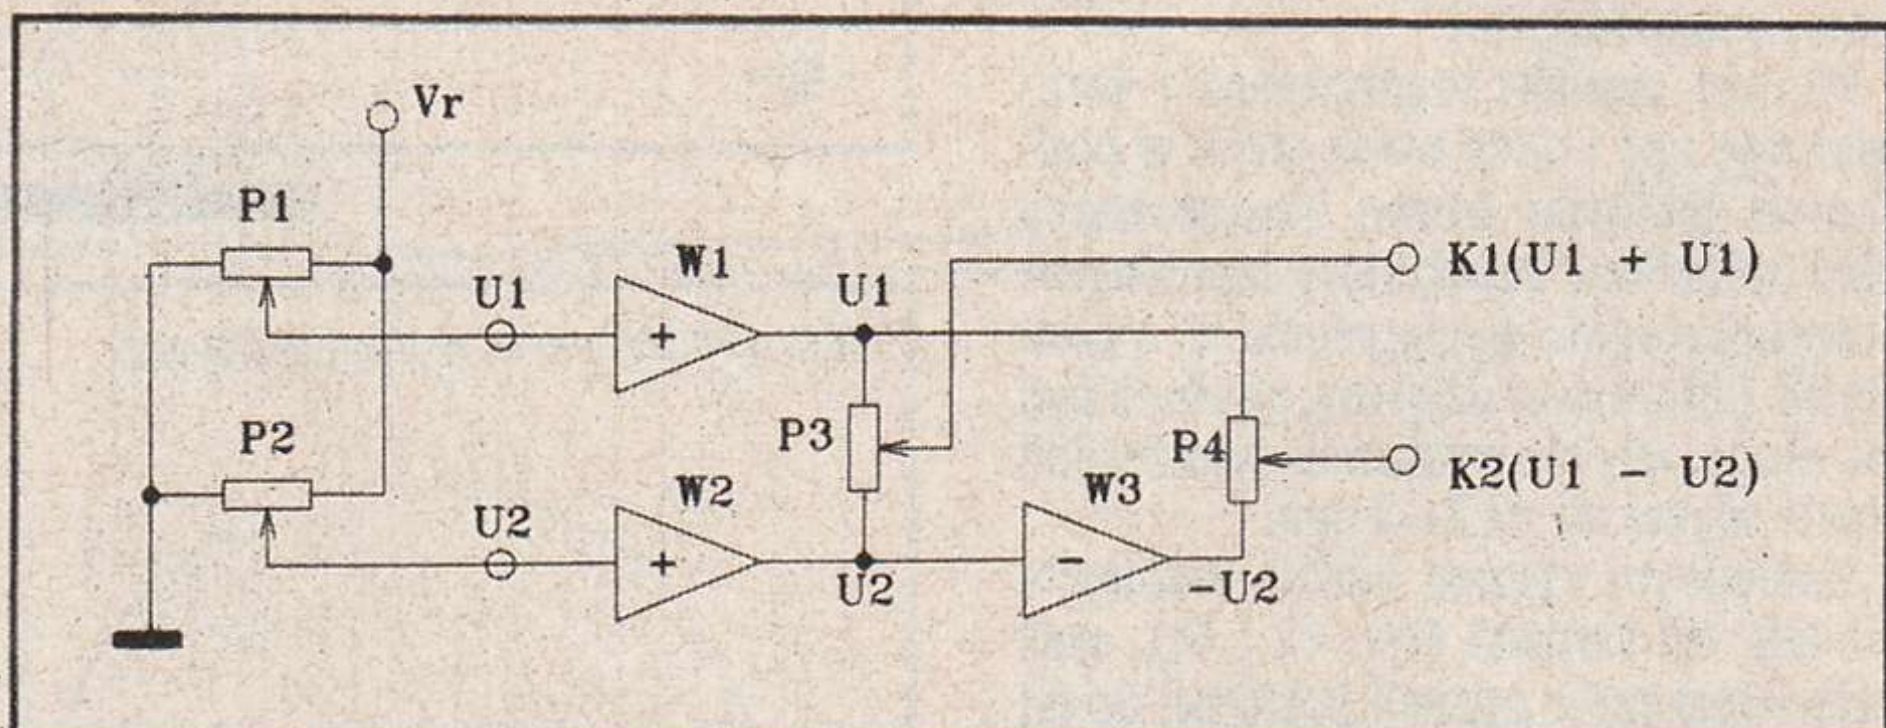 Vr
P1
W1
U1
U1
K1(U1 + U1)
+
P2
P3
P4
W2
W3
K2(U1 - U2)
U2
+
-
U2
-U2